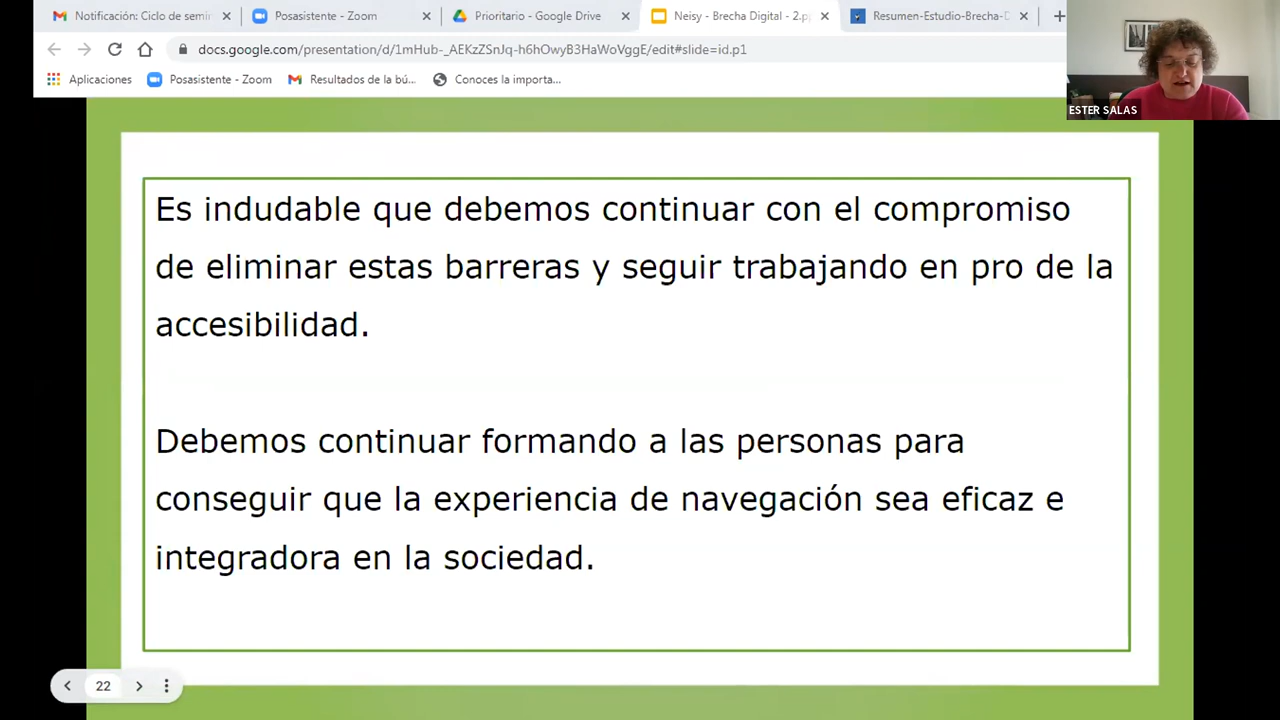 Notificación: Ciclo de semin
Posasistente - Zoom
Prioritario - Google Drive
Neisy - Brecha Digital - 2.pp
Resumen-Estudio-Brecha-D
docs.google.com/presentation/d/1mHub-_AEKzZSnJq-h6hOwyB3HaWoVggE/edit#slide=id.p1
Aplicaciones
Posasistente - Zoom
Resultados de la bú...
Conoces la importa...
ESTER SALAS
Es indudable que debemos continuar con el compromiso
de eliminar estas barreras y seguir trabajando en pro de la
accesibilidad.
Debemos continuar formando a las personas para
conseguir que la experiencia de navegación sea eficaz e
integradora en la sociedad.
22